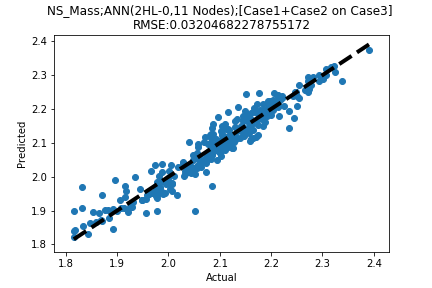 NS_Mass;ANN(2HL-0,11 Nodes);[Case1+Case2 on Case3]
RMSE:0.03204682278755172
2.4
2.3
2.2
2.1
2.0
1.9
1.8
Predicted
1.8 1.9 2.0 2.1 2.2 2.3 2.4
Actual